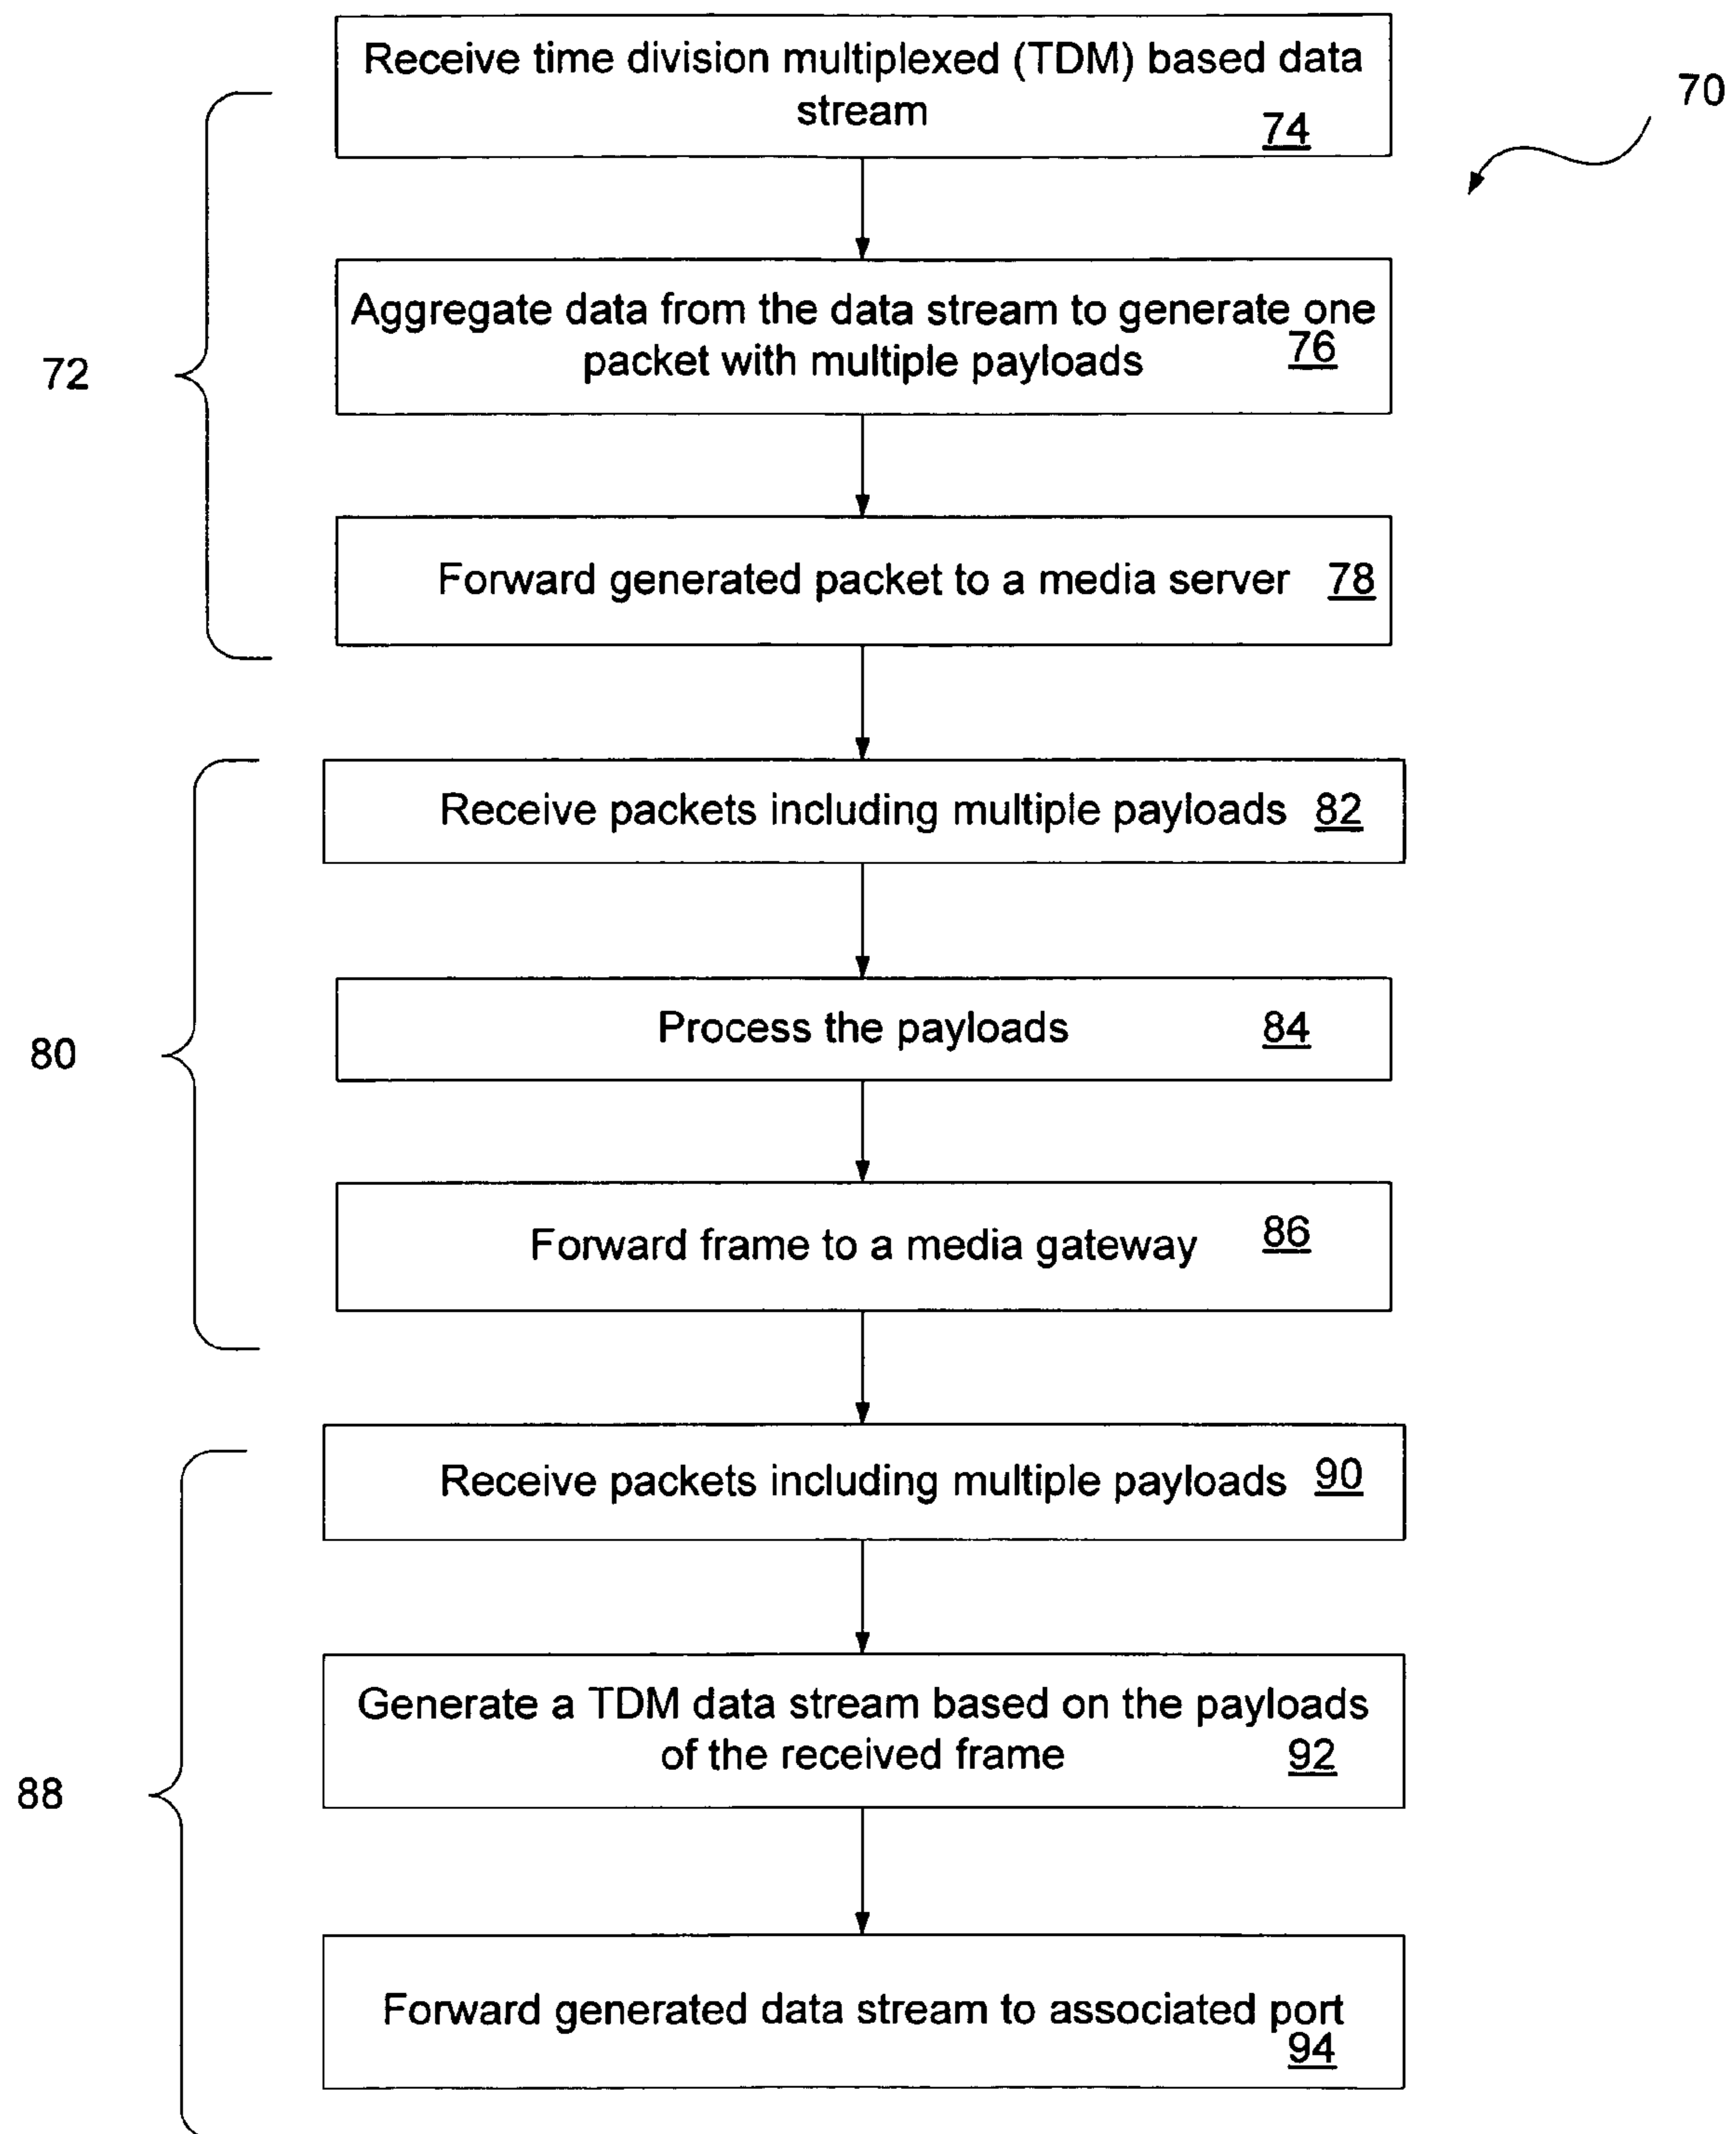 Receive time division multiplexed (TDM) based data
stream
74
70
Aggregate data from the data stream to generate one
packet with multiple payloads
76
72
Forward generated packet to a media server 78
Receive packets including multiple payloads 82
Process the payloads 84
80
Forward frame to a media gateway 86
Receive packets including multiple payloads 90
Generate a TDM data stream based on the payloads
of the received frame 92
88
Forward generated data stream to associated port
94